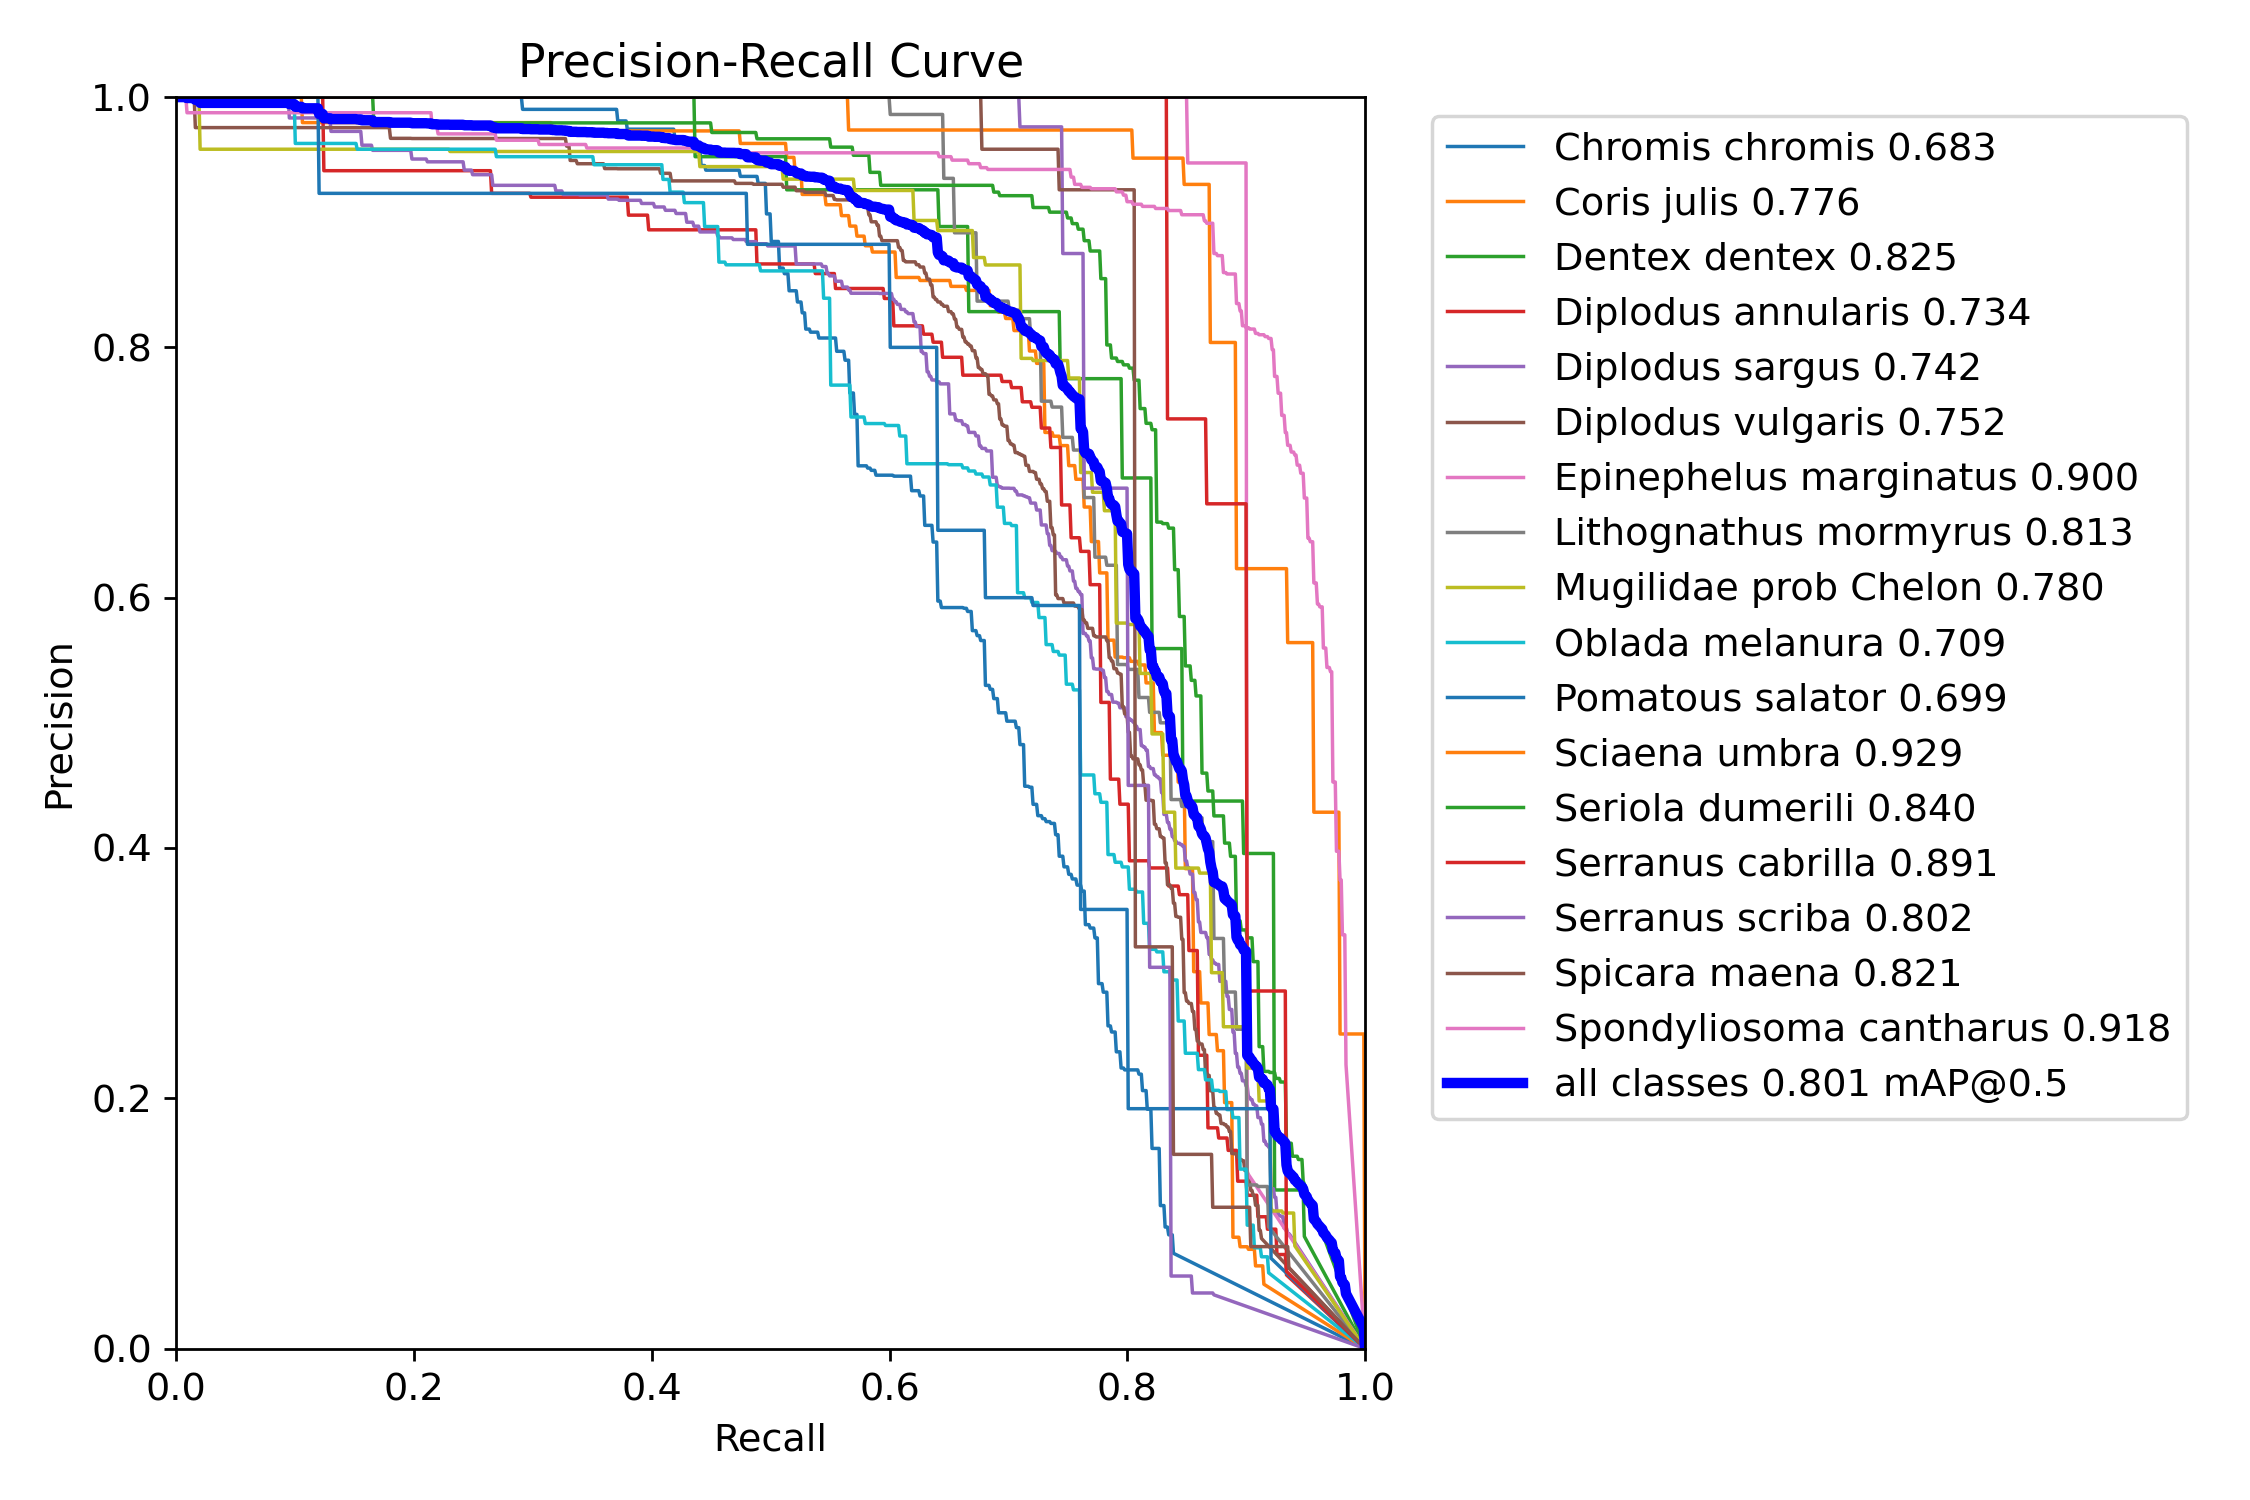 Precision-Recall Curve
1.0
0.8
0.6
0.4
0.2
0.0
Precision
0.0 0.2 0.4 0.6 0.8 1.0
Recall
Chromis chromis 0.683
Coris julis 0.776
Dentex dentex 0.825
Diplodus annularis 0.734
Diplodus sargus 0.742
Diplodus vulgaris 0.752
Epinephelus marginatus 0.900
Lithognathus mormyrus 0.813
Mugilidae prob Chelon 0.780
Oblada melanura 0.709
Pomatous salator 0.699
Sciaena umbra 0.929
Seriola dumerili 0.840
Serranus cabrilla 0.891
Serranus scriba 0.802
Spicara maena 0.821
Spondyliosoma cantharus 0.918
all classes 0.801 mAP@0.5